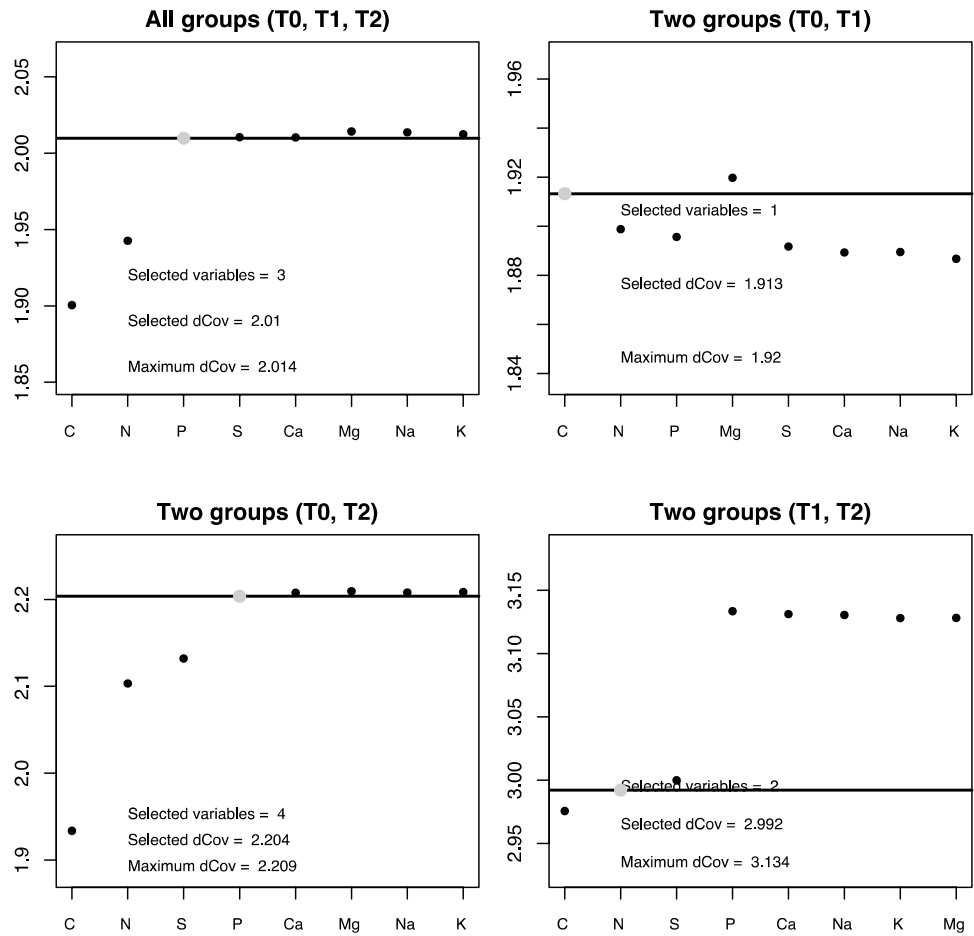 All groups (T0, T1, T2)
2.05
2.00
1.95
1.90
1.85
Selected variables = 3
Selected dCov = 2.01
Maximum dCov = 2.014
C N P S Ca Mg Na K
Two groups (T0, T1)
1.96
1.92
1.88
1.84
Selected variables = 1
Selected dCov = 1.913
Maximum dCov = 1.92
C N P Mg S Ca Na K
Two groups (T0, T2)
2.2
2.1
2.0
1.9
Selected variables = 4
Selected dCov = 2.204
Maximum dCov = 2.209
C N S P Ca Mg Na K
Two groups (T1, T2)
3.15
3.10
3.05
3.00
2.95
Selected variables = 2
Selected dCov = 2.992
Maximum dCov = 3.134
C N S P Ca Na K Mg